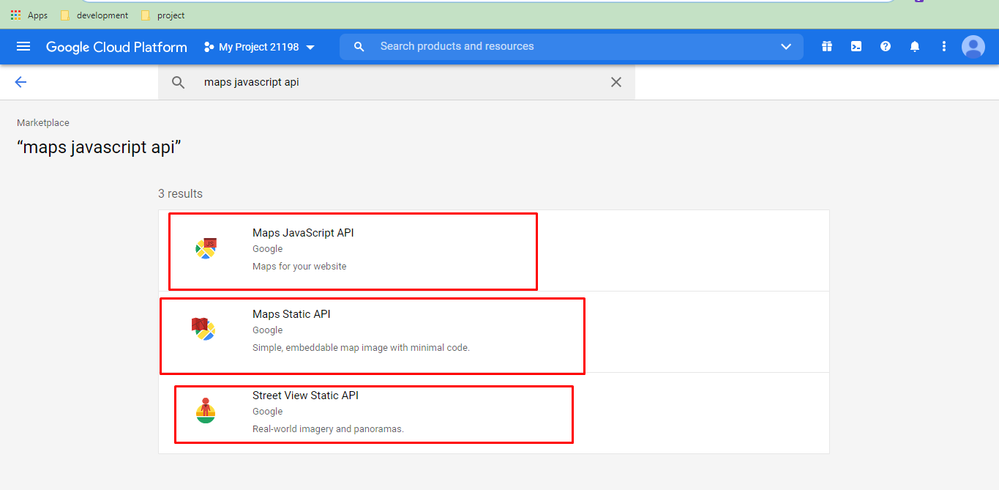 Apps development project
Google Cloud Platform My Project 21198 Search products and resources
maps javascript api
Marketplace
“maps javascript api”
3 results
JS
Maps JavaScript API
Google
Maps for your website
Maps Static API
Google
Simple, embeddable map image with minimal code.
Street View Static API
Google
Real-world imagery and panoramas.